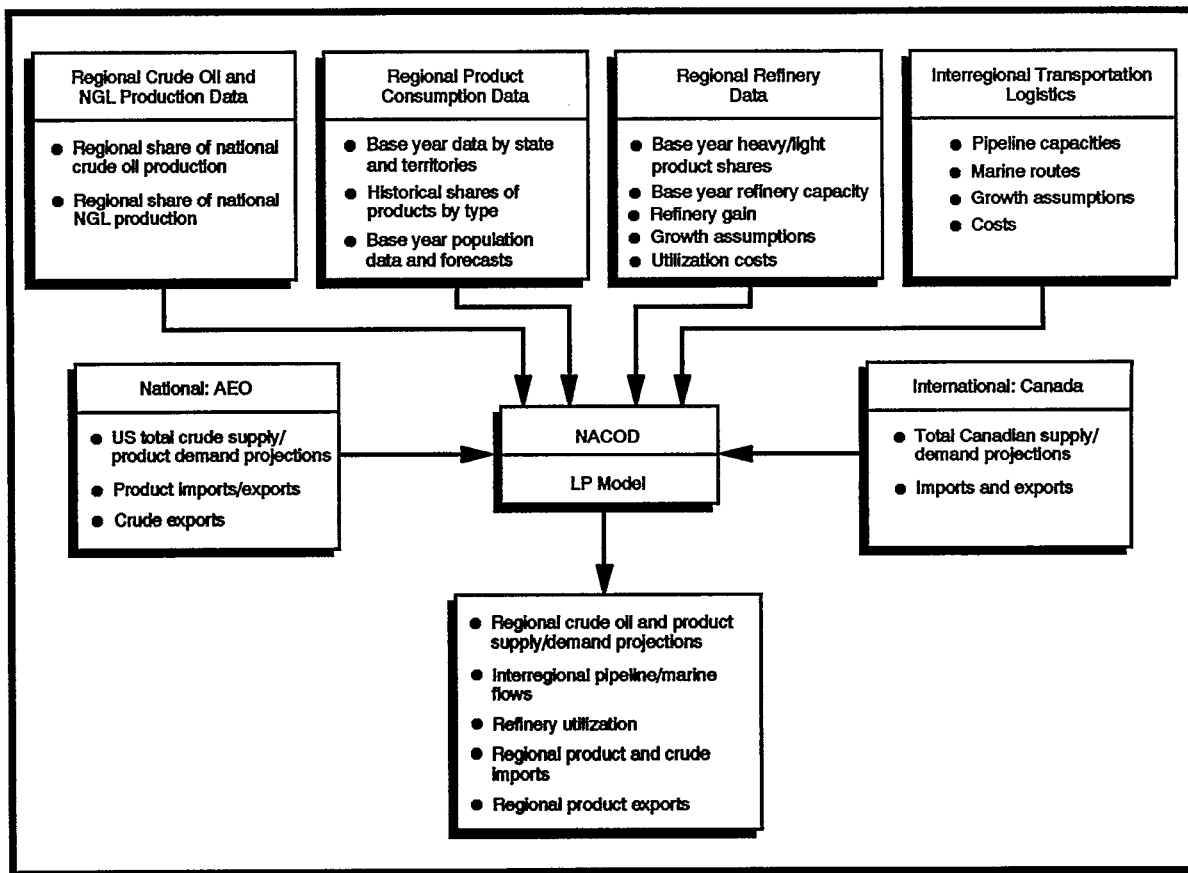 Regional Crude Oil and
NGL Production Data
● Regional share of national
crude oil production
● Regional share of national
NGL production
Regional Product
Consumption Data
● Base year data by state
and territories
● Historical shares of
products by type
● Base year population
data and forecasts
Regional Refinery
Data
● Base year heavy/light
product shares
● Base year refinery capacity
● Refinery gain
● Growth assumptions
● Utilization costs
Interregional Transportation
Logistics
● Pipeline capacities
● Marine routes
● Growth assumptions
● Costs
National: AEO
● US total crude supply/
product demand projections
● Product imports/exports
● Crude exports
NACOD
LP Model
International: Canada
● Total Canadian supply/
demand projections
● Imports and exports
● Regional crude oil and product
supply/demand projections
● Interregional pipeline/marine
flows
● Refinery utilization
● Regional product and crude
imports
● Regional product exports